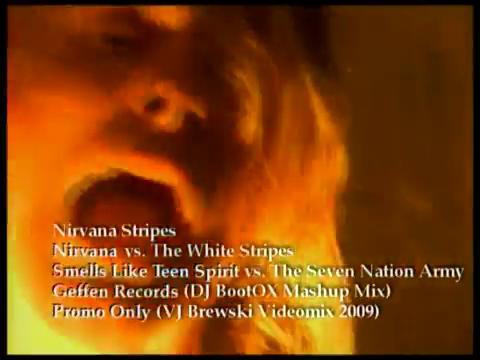 Nirvana Stripes
Nirvana vs. The White Stripes
Smells Like Teen Spirit vs. The Seven Nation Army
Geffen Records (DJ BootOX Mashup Mix)
Promo Only (VJ Brewski Videomix 2009)